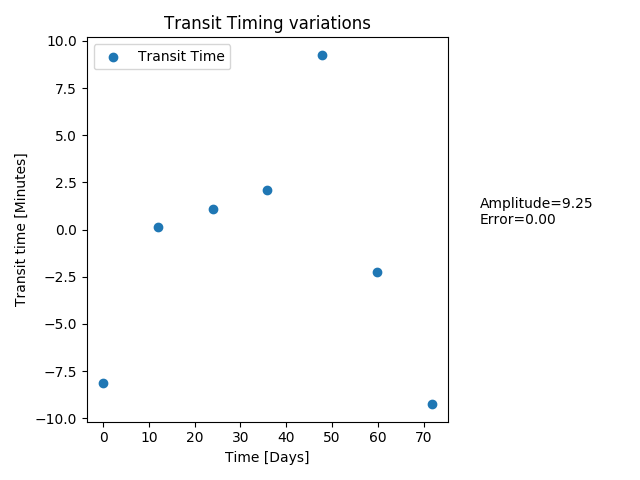 Transit Timing variations
Transit Time
10.0
7.5
5.0
2.5
0.0
−2.5
−5.0
−7.5
−10.0
Transit time [Minutes]
0 10 20 30 40 50 60 70
Time [Days]
Amplitude=9.25
Error=0.00